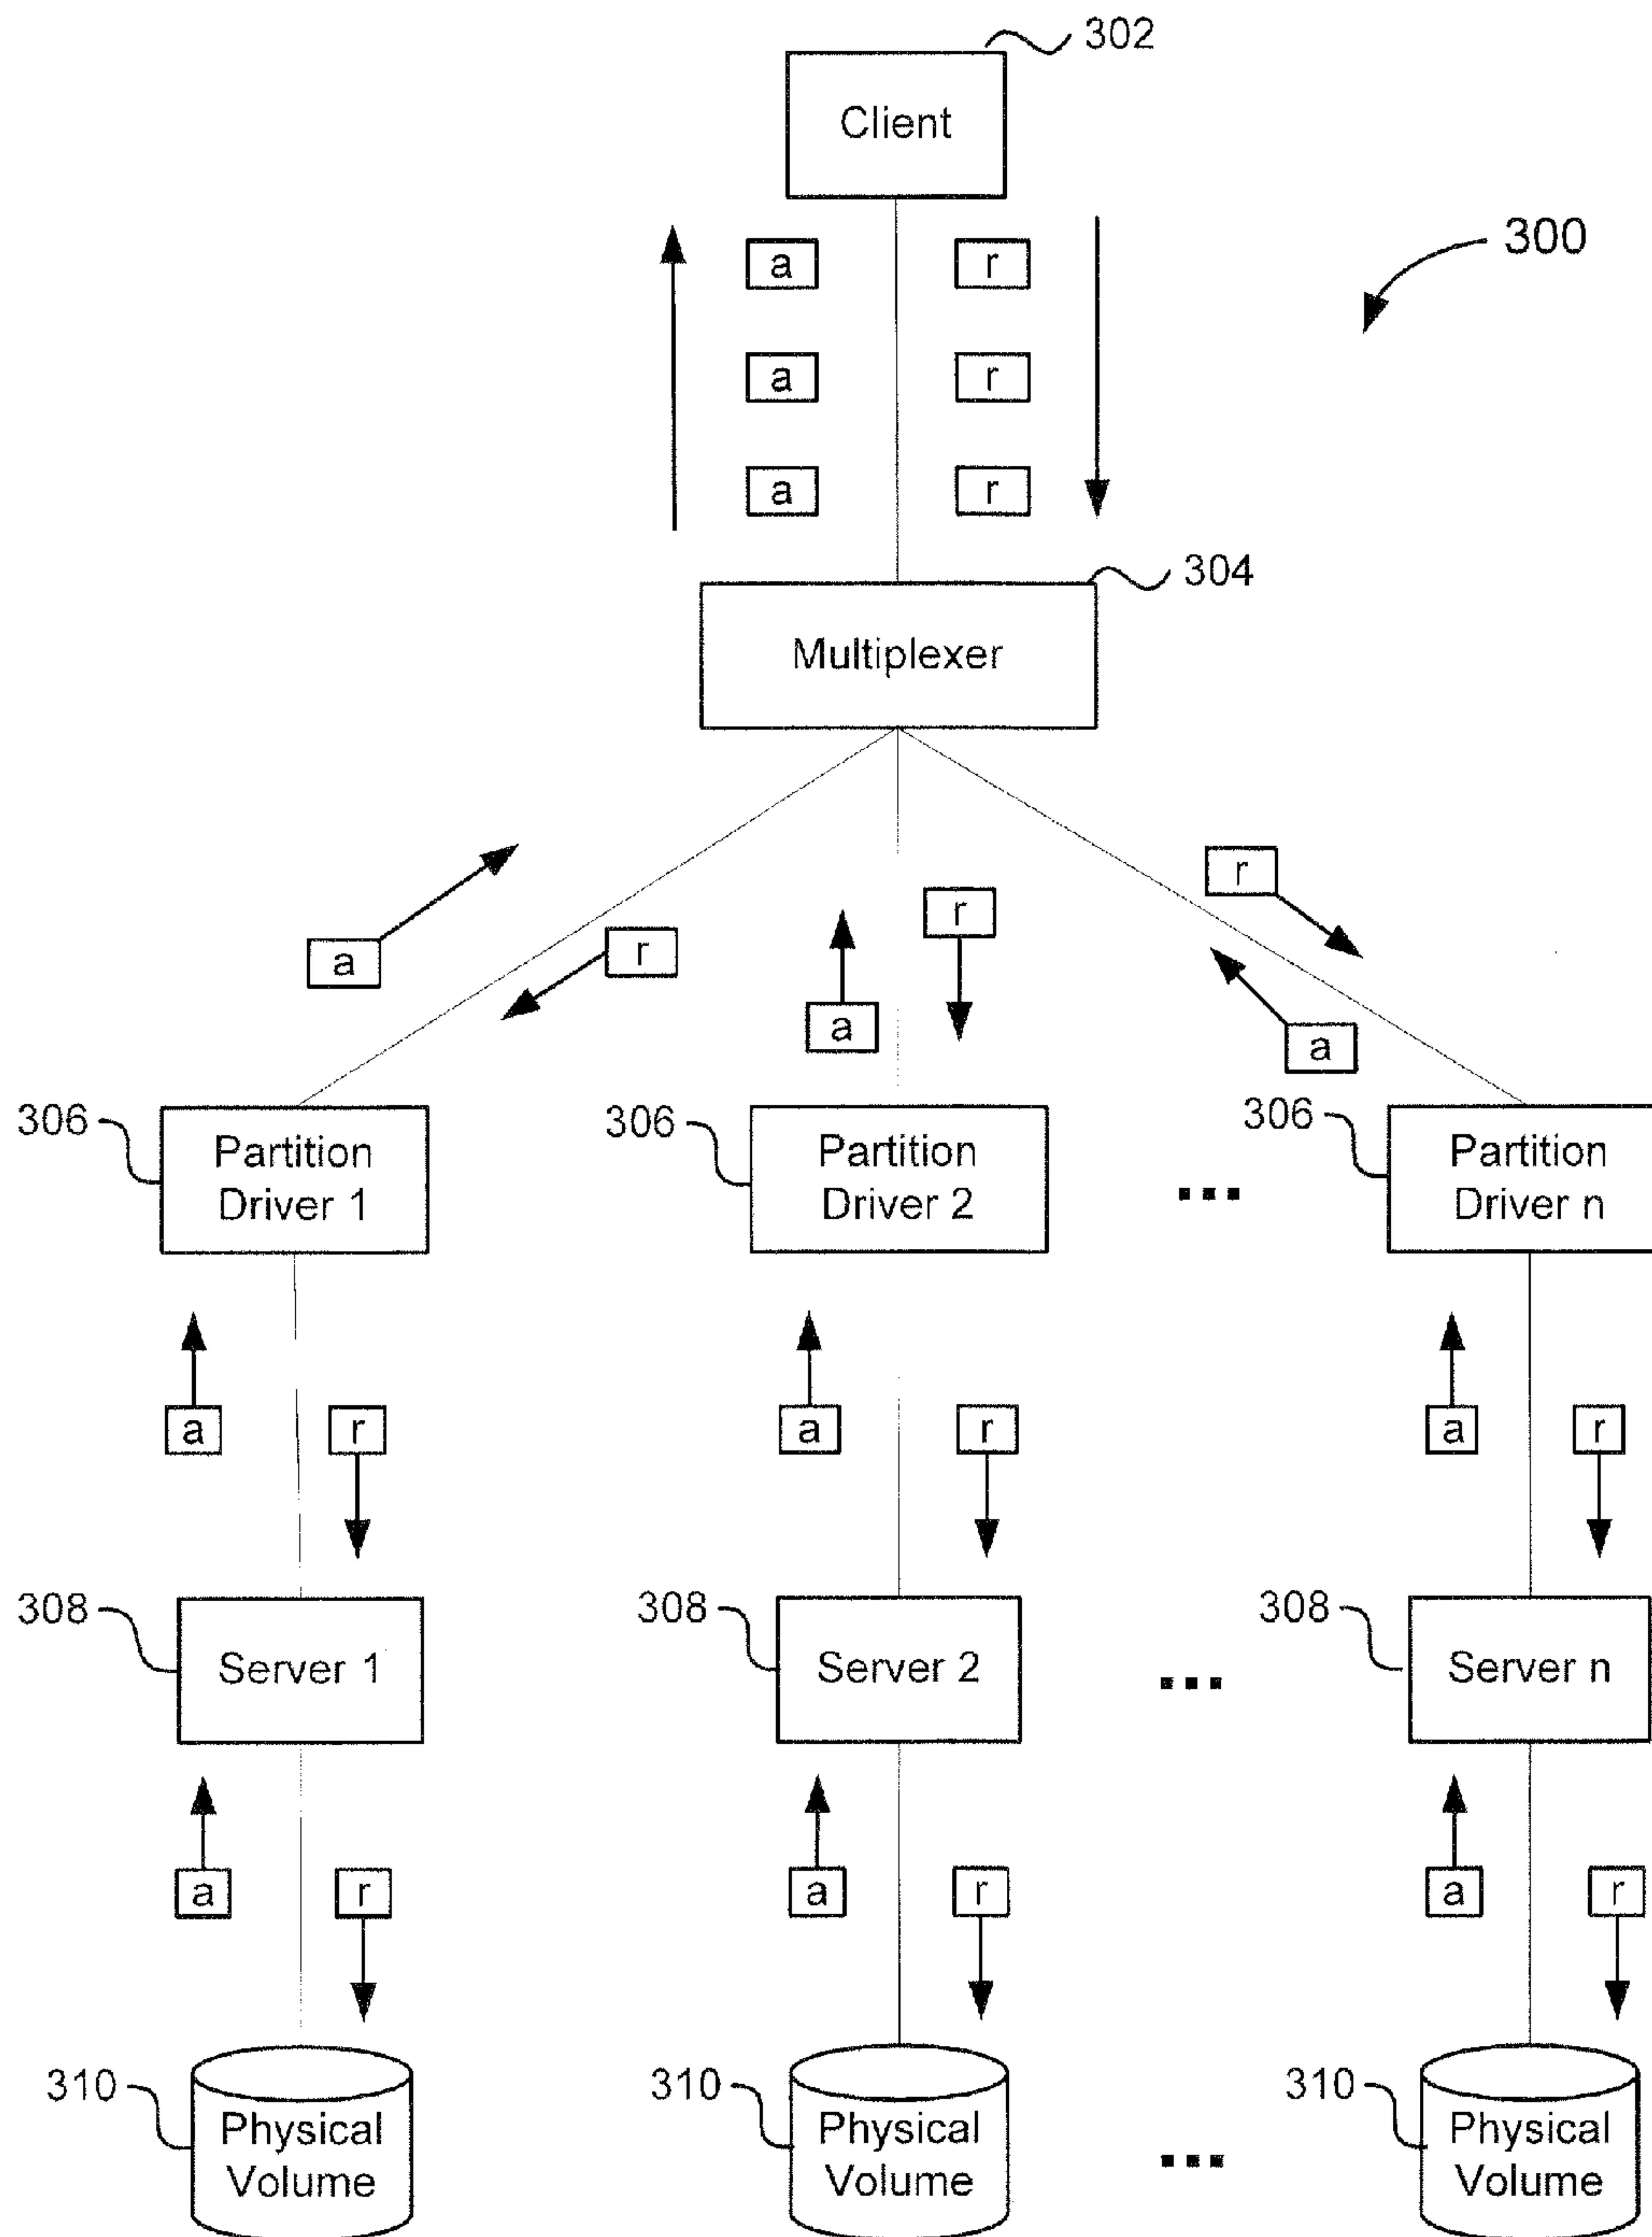 302
Client
300
a r
a r
a r
304
Multiplexer
r
r
a r
a
a
306 306 306
Partition Driver 1
Partition Driver 2
...
Partition Driver n
a r a r a r
308 308 308
Server 1 Server 2 ... Server n
a r a r a r
310 310 310
Physical Volume
Physical Volume
...
Physical Volume